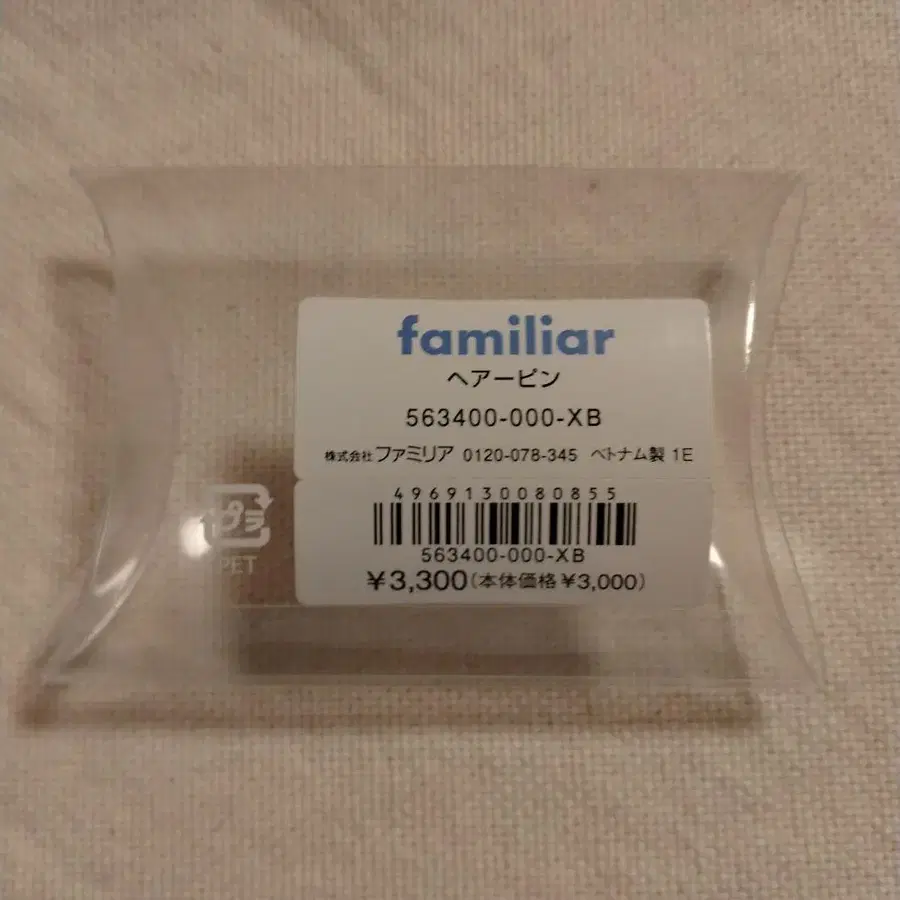 familiar
ヘアーピン
563400-000-XB
株式会社ファミリア 0120-078-345 ベトナム製 1E
4969130080855
563400-000-XB
¥3,300(本体価格¥3,000)
プラ
PET